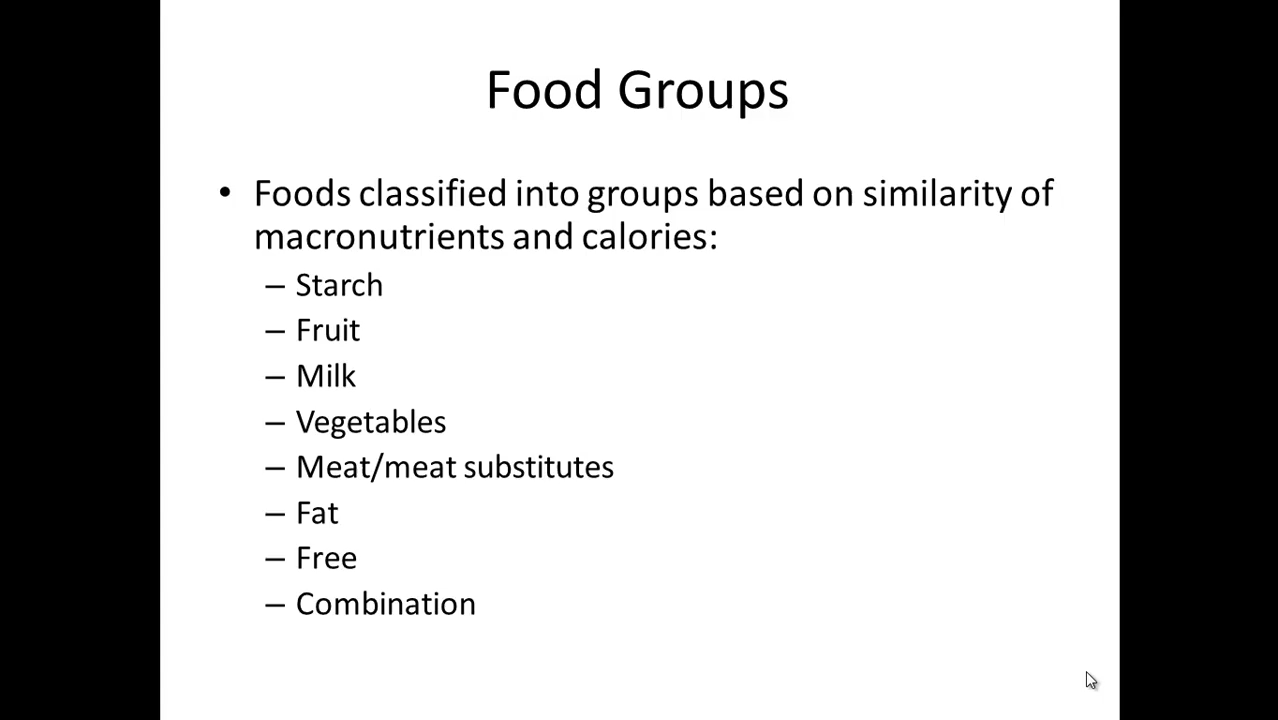 Food Groups
• Foods classified into groups based on similarity of
macronutrients and calories:
– Starch
– Fruit
– Milk
– Vegetables
– Meat/meat substitutes
– Fat
– Free
– Combination